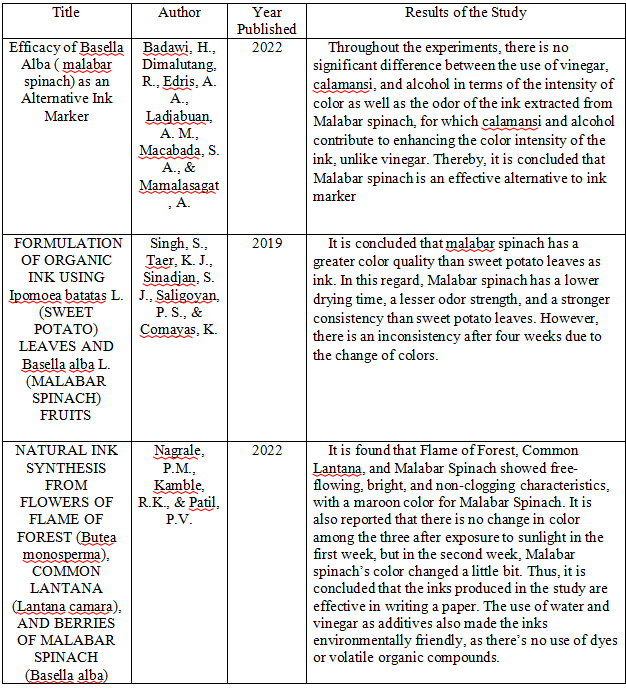 Title
Author
Year
Published
Results of the Study
Efficacy of Basella
Alba ( malabar
spinach) as an
Alternative Ink
Marker
Badawi, H.,
Dimalutang,
R., Edris, A.
A.,
Ladjabuan,
A. M.,
Macabada, S.
A., &
Mamalasagat
, A.
2022
Throughout the experiments, there is no
significant difference between the use of vinegar,
calamansi, and alcohol in terms of the intensity of
color as well as the odor of the ink extracted from
Malabar spinach, for which calamansi and alcohol
contribute to enhancing the color intensity of the
ink, unlike vinegar. Thereby, it is concluded that
Malabar spinach is an effective alternative to ink
marker
FORMULATION
OF ORGANIC
INK USING
Ipomoea batatas L.
(SWEET
POTATO)
LEAVES AND
Basella alba L.
(MALABAR
SPINACH)
FRUITS
Singh, S.,
Taer, K. J.,
Sinadjan, S.
J., Saligoyan,
P. S., &
Comayas, K.
2019
It is concluded that malabar spinach has a
greater color quality than sweet potato leaves as
ink. In this regard, Malabar spinach has a lower
drying time, a lesser odor strength, and a stronger
consistency than sweet potato leaves. However,
there is an inconsistency after four weeks due to
the change of colors.
NATURAL INK
SYNTHESIS
FROM
FLOWERS OF
FLAME OF
FOREST (Butea
monosperma),
COMMON
LANTANA
(Lantana camara),
AND BERRIES
OF MALABAR
SPINACH
(Basella alba)
Nagrale,
P.M.,
Kamble,
R.K., & Patil,
P.V.
2022
It is found that Flame of Forest, Common
Lantana, and Malabar Spinach showed free-
flowing, bright, and non-clogging characteristics,
with a maroon color for Malabar Spinach. It is
also reported that there is no change in color
among the three after exposure to sunlight in the
first week, but in the second week, Malabar
spinach's color changed a little bit. Thus, it is
concluded that the inks produced in the study are
effective in writing a paper. The use of water and
vinegar as additives also made the inks
environmentally friendly, as there's no use of dyes
or volatile organic compounds.